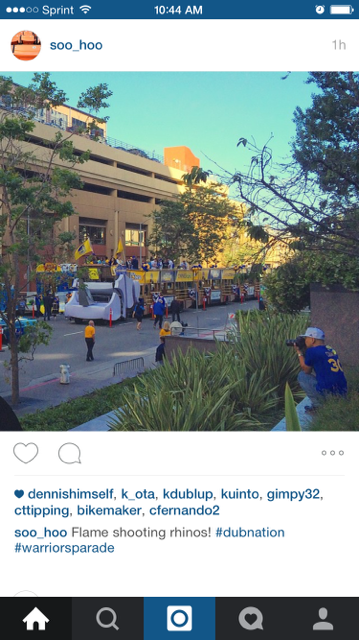 Sprint
10:44 AM
soo_hoo
1h
30
dennishimself, k_ota, kdublup, kuinto, gimpy32,
cttipping, bikemaker, cfernando2
soo_hoo Flame shooting rhinos! #dubnation
#warriorsparade